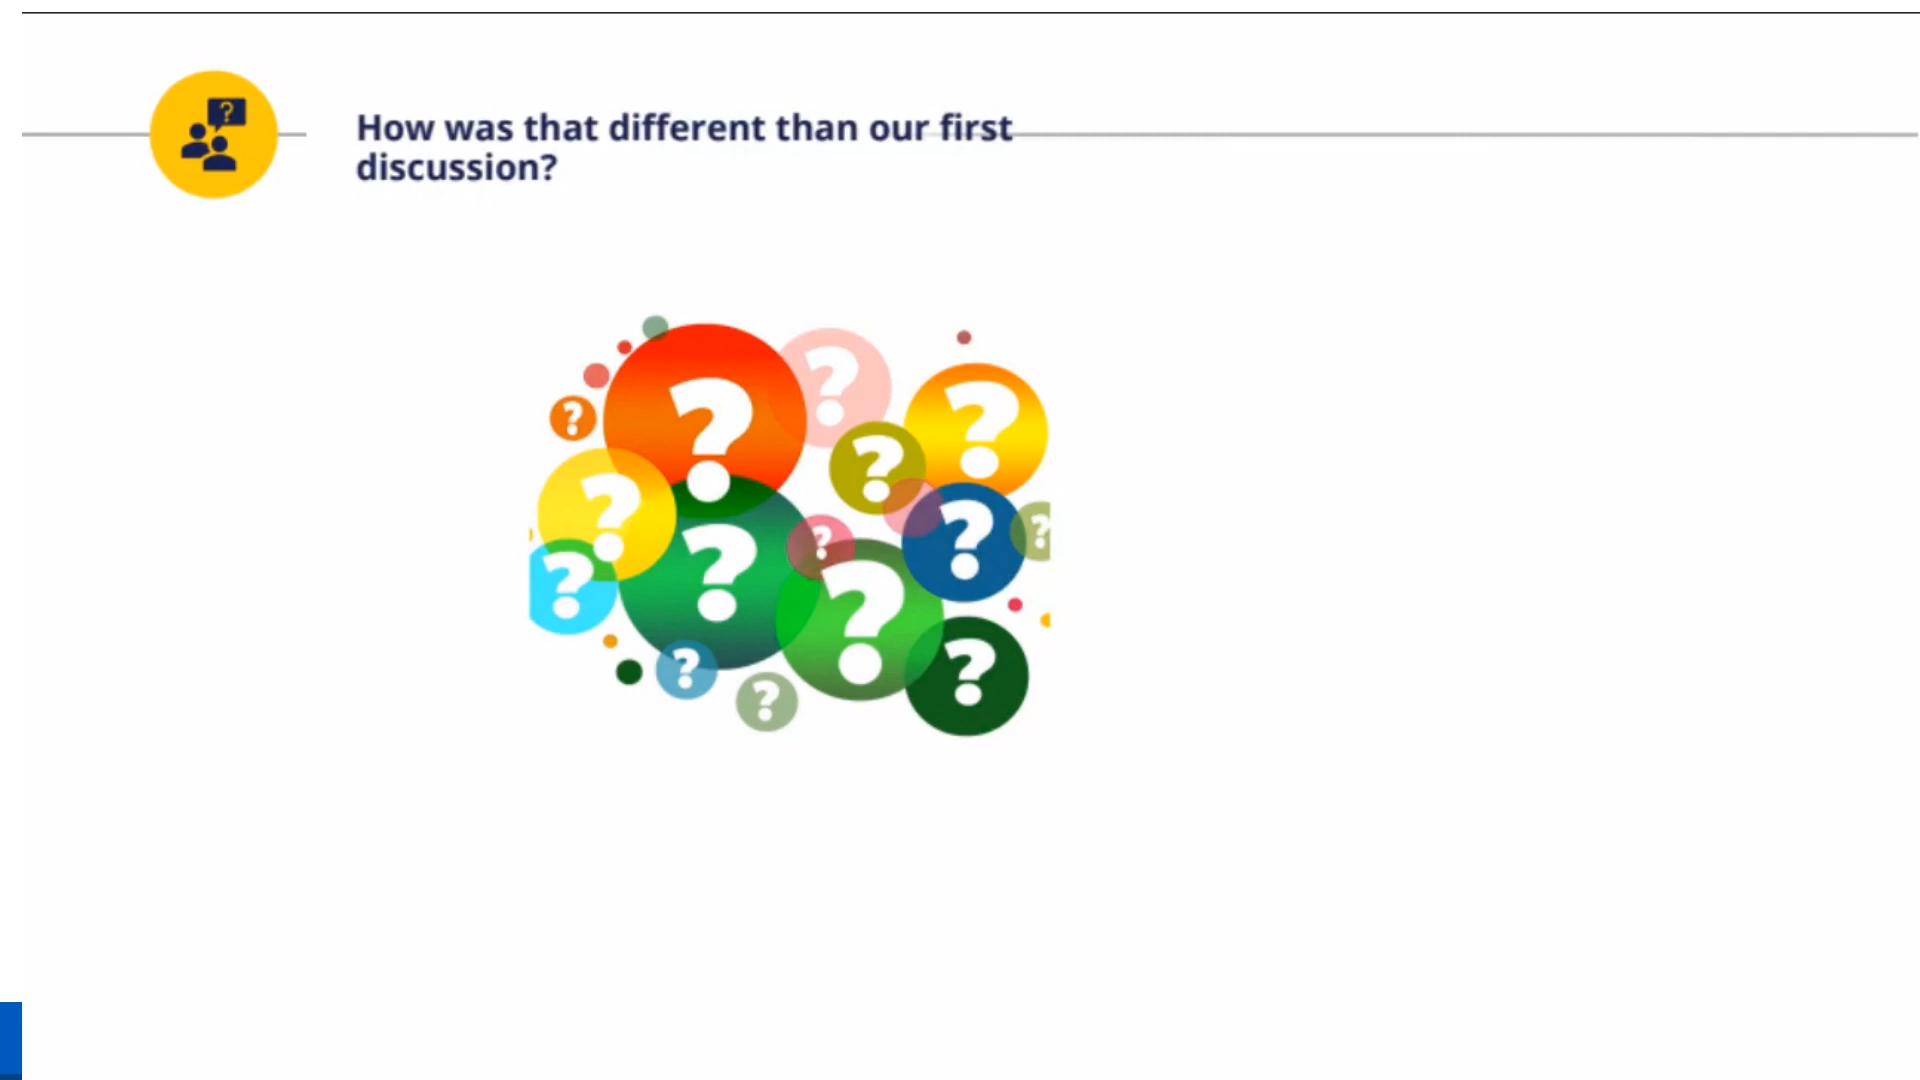 ?
How was that different than our first
discussion?
? ? ?
? ? ?
? ? ? ?
? ? ?
? ?